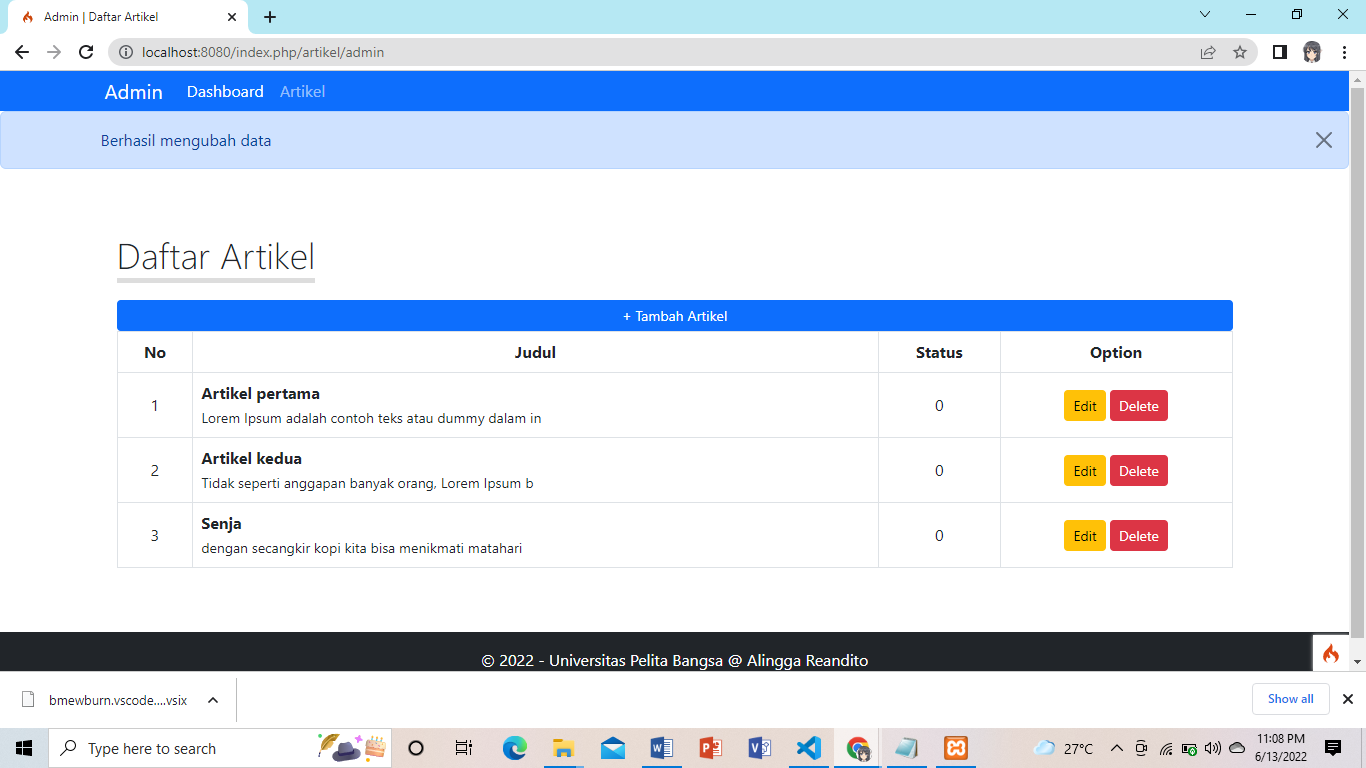 Admin | Daftar Artikel
localhost:8080/index.php/artikel/admin
Admin Dashboard Artikel
Berhasil mengubah data
Daftar Artikel
+ Tambah Artikel
No Judul Status Option
1 Artikel pertama 0 Edit Delete
Lorem Ipsum adalah contoh teks atau dummy dalam in
2 Artikel kedua 0 Edit Delete
Tidak seperti anggapan banyak orang, Lorem Ipsum b
3 Senja 0 Edit Delete
dengan secangkir kopi kita bisa menikmati matahari
© 2022 - Universitas Pelita Bangsa @ Alingga Reandito
bmewburn.vscode....vsix Show all
Type here to search 27°C 11:08 PM
6/13/2022